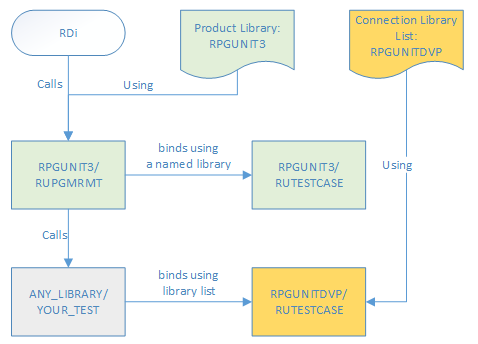 RDi
Product Library:
RPGUNIT3
Connection Library
List:
RPGUNITDVP
Calls
Using
RPGUNIT3/
RUPGMRMT
binds using
a named library
RPGUNIT3/
RUTESTCASE
Using
Calls
ANY_LIBRARY/
YOUR_TEST
binds using
library list
RPGUNITDVP/
RUTESTCASE